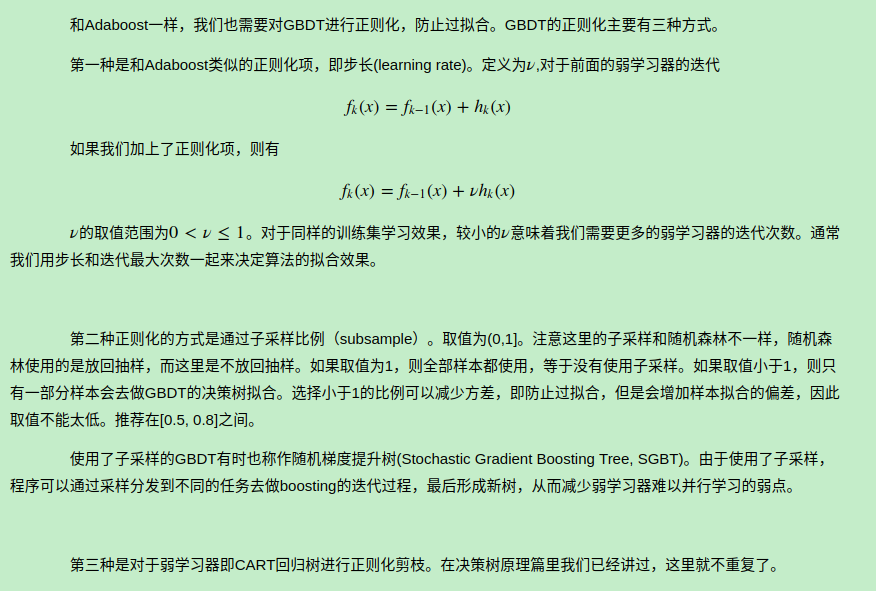 和Adaboost一样，我们也需要对GBDT进行正则化，防止过拟合。GBDT的正则化主要有三种方式。
第一种是和Adaboost类似的正则化项，即步长(learning rate)。定义为ν,对于前面的弱学习器的迭代
f_k(x) = f_{k−1}(x) + h_k(x)
如果我们加上了正则化项，则有
f_k(x) = f_{k−1}(x) + νh_k(x)
ν的取值范围为0 < ν ≤ 1。对于同样的训练集学习效果，较小的ν意味着我们需要更多的弱学习器的迭代次数。通常
我们用步长和迭代最大次数一起来决定算法的拟合效果。
第二种正则化的方式是通过子采样比例（subsample）。取值为(0,1]。注意这里的子采样和随机森林不一样，随机森
林使用的是放回抽样，而这里是不放回抽样。如果取值为1，则全部样本都使用，等于没有使用子采样。如果取值小于1，则只
有一部分样本会去做GBDT的决策树拟合。选择小于1的比例可以减少方差，即防止过拟合，但是会增加样本拟合的偏差，因此
取值不能太低。推荐在[0.5, 0.8]之间。
使用了子采样的GBDT有时也称作随机梯度提升树(Stochastic Gradient Boosting Tree, SGBT)。由于使用了子采样，
程序可以通过采样分发到不同的任务去做boosting的迭代过程，最后形成新树，从而减少弱学习器难以并行学习的弱点。
第三种是对于弱学习器即CART回归树进行正则化剪枝。在决策树原理篇里我们已经讲过，这里就不重复了。